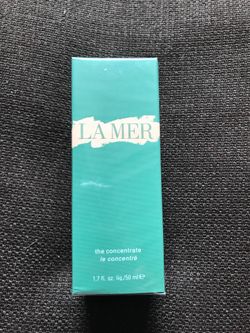 LA MER
the concentrate
le concentré
1.7 fl. oz. liq./50 ml e